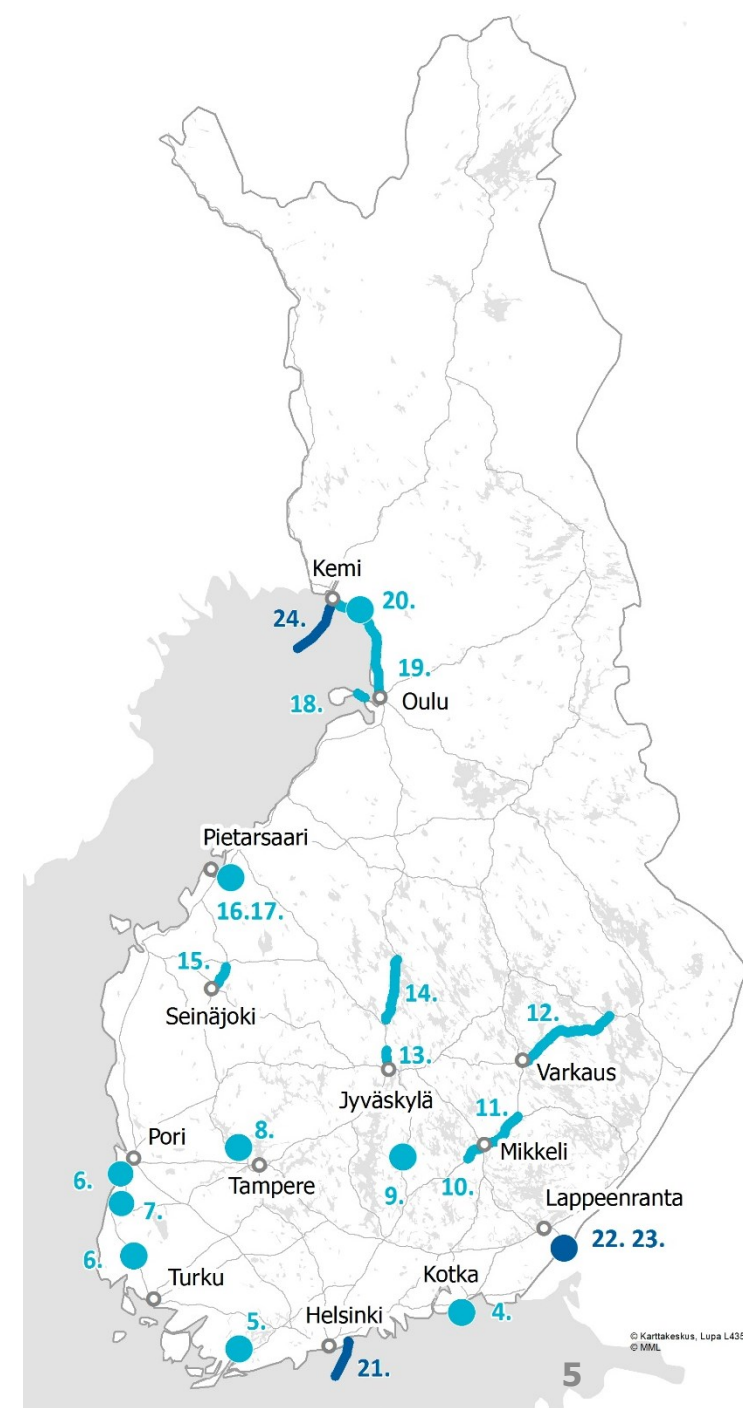 Kemi
20.
24.
19.
18.
Oulu
Pietarsaari
16.17.
15.
14.
Seinäjoki
12.
13.
Varkaus
Jyväskylä
11.
Pori
8.
Mikkeli
6.
Tampere
9.
10.
7.
Lappeenranta
22. 23.
6.
Turku
Kotka
5.
Helsinki
4.
21.
© Karttakeskus, Lupa L435
© MML
5